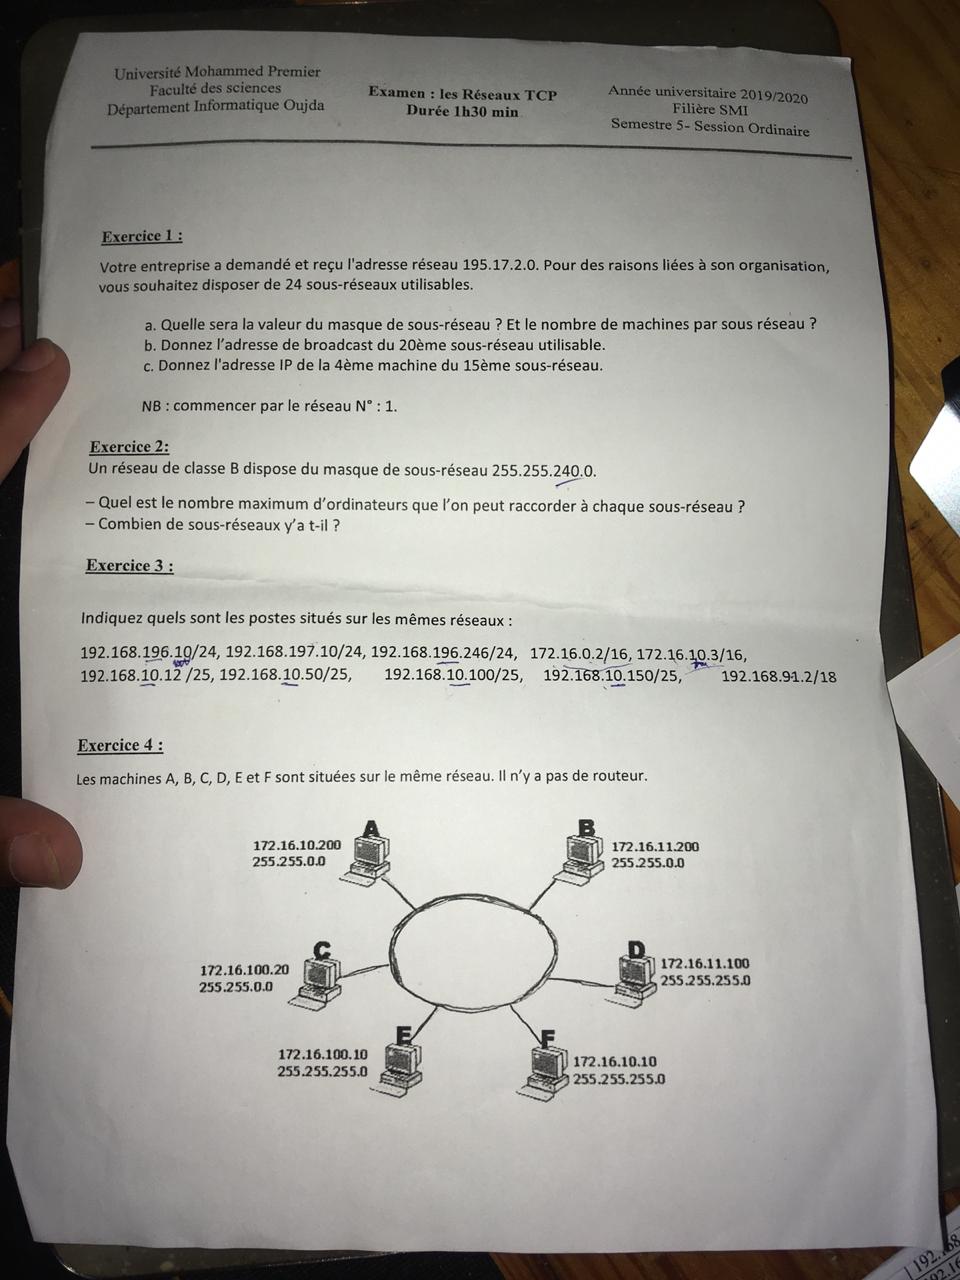 Université Mohammed Premier
Faculté des sciences
Département Informatique Oujda
Examen : les Réseaux TCP
Durée 1h30 min
Année universitaire 2019/2020
Filière SMI
Semestre 5- Session Ordinaire
Exercice 1 :
Votre entreprise a demandé et reçu l'adresse réseau 195.17.2.0. Pour des raisons liées à son organisation,
vous souhaitez disposer de 24 sous-réseaux utilisables.
a. Quelle sera la valeur du masque de sous-réseau ? Et le nombre de machines par sous réseau ?
b. Donnez l'adresse de broadcast du 20ème sous-réseau utilisable.
c. Donnez l'adresse IP de la 4ème machine du 15ème sous-réseau.
NB : commencer par le réseau N° : 1.
Exercice 2:
Un réseau de classe B dispose du masque de sous-réseau 255.255.240.0.
– Quel est le nombre maximum d'ordinateurs que l'on peut raccorder à chaque sous-réseau ?
– Combien de sous-réseaux y'a t-il ?
Exercice 3 :
Indiquez quels sont les postes situés sur les mêmes réseaux :
192.168.196.10/24, 192.168.197.10/24, 192.168.196.246/24, 172.16.0.2/16, 172.16.10.3/16,
192.168.10.12 /25, 192.168.10.50/25, 192.168.10.100/25, 192.168.10.150/25, 192.168.91.2/18
Exercice 4 :
Les machines A, B, C, D, E et F sont situées sur le même réseau. Il n'y a pas de routeur.
A
172.16.10.200
255.255.0.0
B
172.16.11.200
255.255.0.0
C
172.16.100.20
255.255.0.0
D
172.16.11.100
255.255.255.0
E
172.16.100.10
255.255.255.0
F
172.16.10.10
255.255.255.0